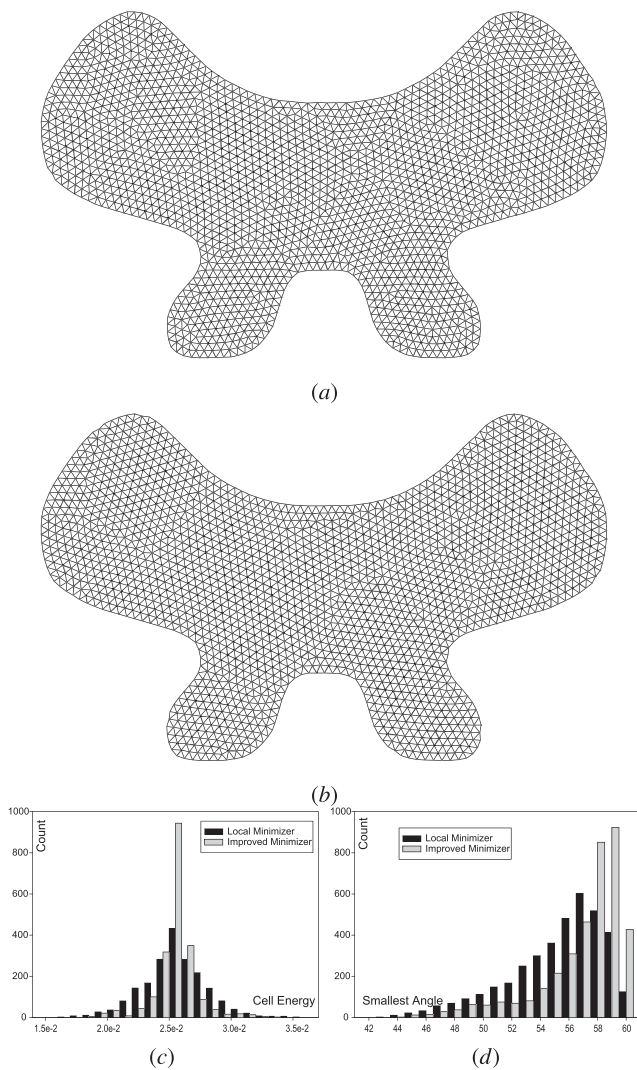 (a)
(b)
1000
800
600
400
200
0
Count
Local Minimizer
Improved Minimizer
Cell Energy
1.5e-2 2.0e-2 2.5e-2 3.0e-2 3.5e-2
(c)
1000
800
600
400
200
0
Count
Local Minimizer
Improved Minimizer
Smallest Angle
42 44 46 48 50 52 54 56 58 60
(d)